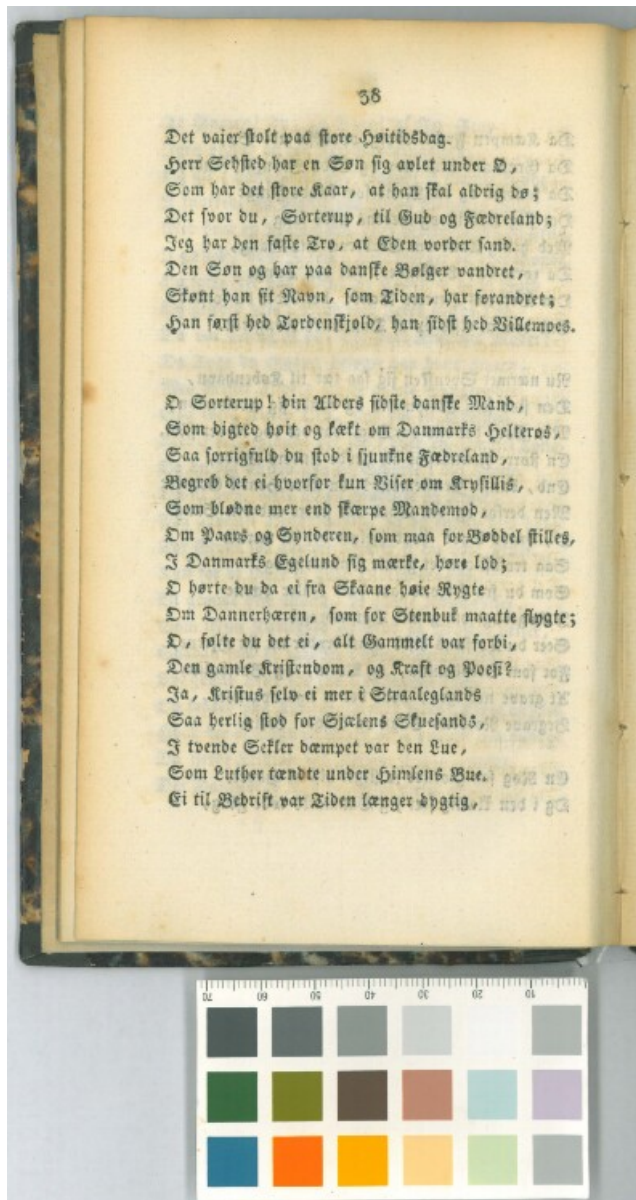 38
Det vaier stolt paa store Høitidsdag.
Herr Sehsted har en Søn sig avlet under Ø,
Som har det store Kaar, at han skal aldrig dø;
Det svor du, Sorterup, til Gud og Fædreland;
Jeg har den faste Tro, at Eden vorder sand.
Den Søn og har paa danske Bølger vandret,
Skønt han sit Navn, som Tiden, har forandret;
Han først hed Tordenskjold, han sidst hed Villemoes.
O Sorterup! din Alders sidste danske Mand,
Som digted høit og kækt om Danmarks Helteros,
Saa sorrigfuld du stod i sjunkne Fædreland,
Begreb det ei hvorfor kun Viser om Krysillis,
Som blødne mer end skærpe Mandemod,
Om Paars og Synderen, som maa for Bøddel stilles,
I Danmarks Egelund sig mærke, høre lod;
O hørte du da ei fra Skaane høie Rygte
Om Dannerhæren, som for Stenbuk maatte flygte;
O, følte du det ei, alt Gammelt var forbi,
Den gamle Kristendom, og Kraft og Poesi?
Ja, Kristus selv ei mer i Straaleglands
Saa herlig stod for Sjælens Skuesands,
I tvende Sekler dæmpet var den Lue,
Som Luther tændte under Himlens Bue.
Ei til Bedrift var Tiden længer dygtig,
70 60 50 40 30 20 10